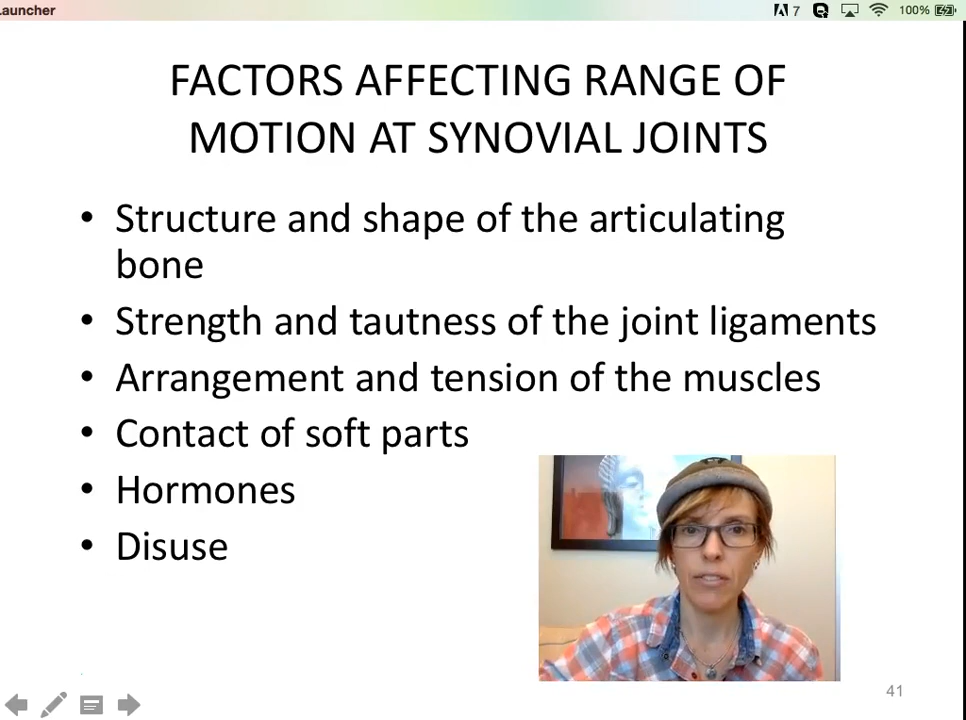 Launcher
7
100%
FACTORS AFFECTING RANGE OF
MOTION AT SYNOVIAL JOINTS
• Structure and shape of the articulating
bone
• Strength and tautness of the joint ligaments
• Arrangement and tension of the muscles
• Contact of soft parts
• Hormones
• Disuse
41